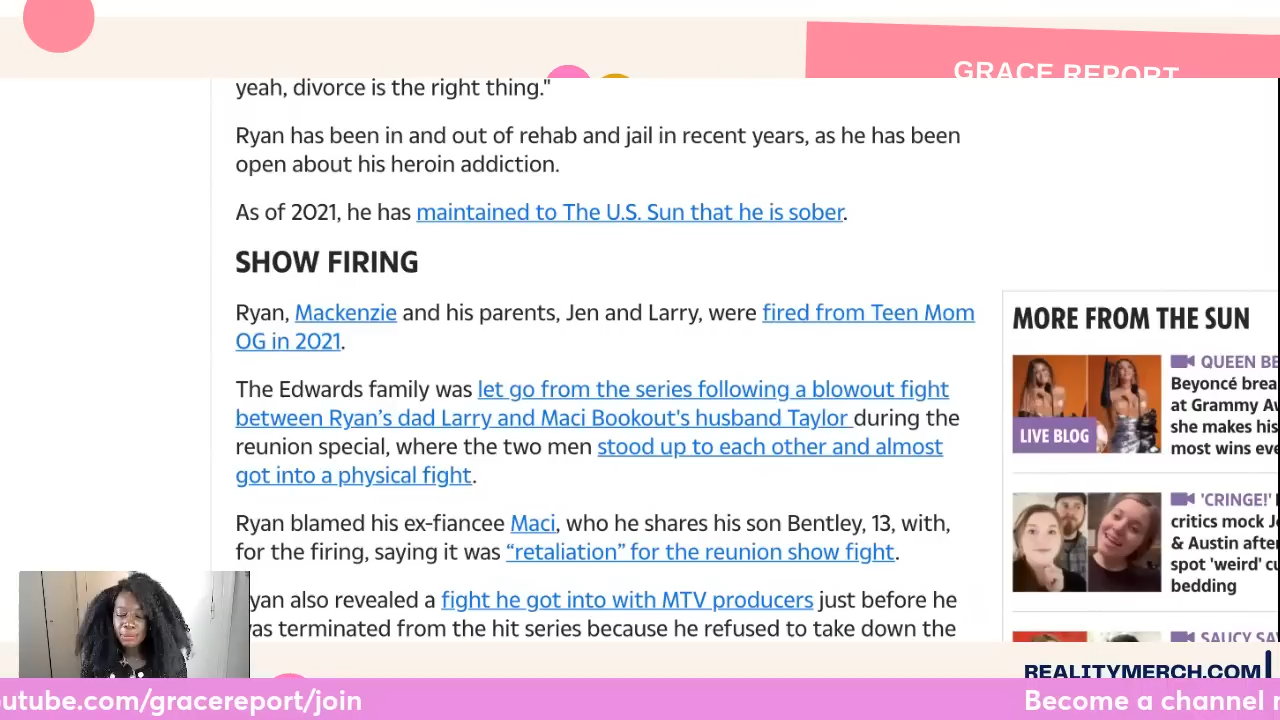 GRACE REPORT
yeah, divorce is the right thing."
Ryan has been in and out of rehab and jail in recent years, as he has been
open about his heroin addiction.
As of 2021, he has maintained to The U.S. Sun that he is sober.
SHOW FIRING
Ryan, Mackenzie and his parents, Jen and Larry, were fired from Teen Mom
OG in 2021.
The Edwards family was let go from the series following a blowout fight
between Ryan’s dad Larry and Maci Bookout's husband Taylor during the
reunion special, where the two men stood up to each other and almost
got into a physical fight.
Ryan blamed his ex-fiancee Maci, who he shares his son Bentley, 13, with,
for the firing, saying it was “retaliation” for the reunion show fight.
yan also revealed a fight he got into with MTV producers just before he
was terminated from the hit series because he refused to take down the
MORE FROM THE SUN
LIVE BLOG
QUEEN BE
Beyoncé brea
at Grammy Aw
she makes his
most wins eve
'CRINGE!'
critics mock J
& Austin after
spot 'weird' cu
bedding
SAUCY SA
REALITYMERCH.COM
outube.com/gracereport/join
Become a channel